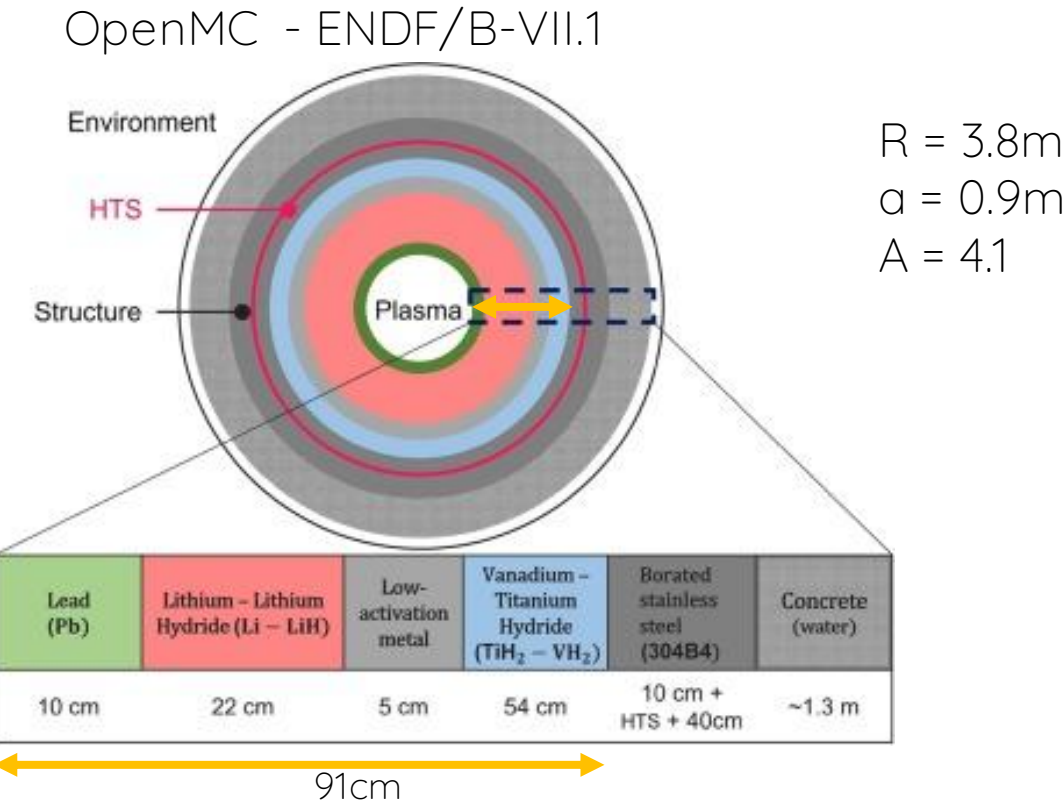 OpenMC - ENDF/B-VII.1
Environment
HTS
Structure
Plasma
R = 3.8m
a = 0.9m
A = 4.1
Lead
(Pb)
Lithium – Lithium
Hydride (Li − LiH)
Low-
activation
metal
Vanadium –
Titanium
Hydride
(TiH₂ − VH₂)
Borated
stainless
steel
(304B4)
Concrete
(water)
10 cm
22 cm
5 cm
54 cm
10 cm +
HTS + 40cm
~1.3 m
91cm